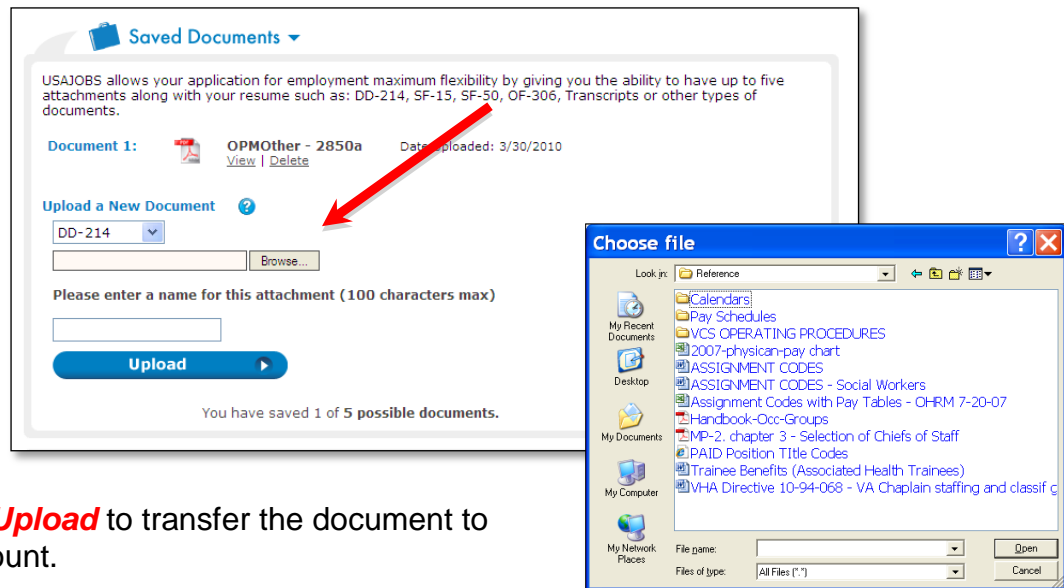 Saved Documents
USAJOBS allows your application for employment maximum flexibility by giving you the ability to have up to five
attachments along with your resume such as: DD-214, SF-15, SF-50, OF-306, Transcripts or other types of
documents.
Document 1: OPMOther - 2850a Date Uploaded: 3/30/2010
View | Delete
Upload a New Document ?
DD-214
Browse...
Please enter a name for this attachment (100 characters max)
Upload
You have saved 1 of 5 possible documents.
Choose file
Look in: Reference
My Recent
Documents
Desktop
My Documents
My Computer
My Network
Places
Calendars
Pay Schedules
VCS OPERATING PROCEDURES
2007-physican-pay chart
ASSIGNMENT CODES
ASSIGNMENT CODES - Social Workers
Assignment Codes with Pay Tables - OHRM 7-20-07
Handbook-Occ-Groups
MP-2. chapter 3 - Selection of Chiefs of Staff
PAID Position TItle Codes
Trainee Benefits (Associated Health Trainees)
VHA Directive 10-94-068 - VA Chaplain staffing and classif g
File name: Open
Files of type: All Files (*.*) Cancel
Upload to transfer the document to
ount.